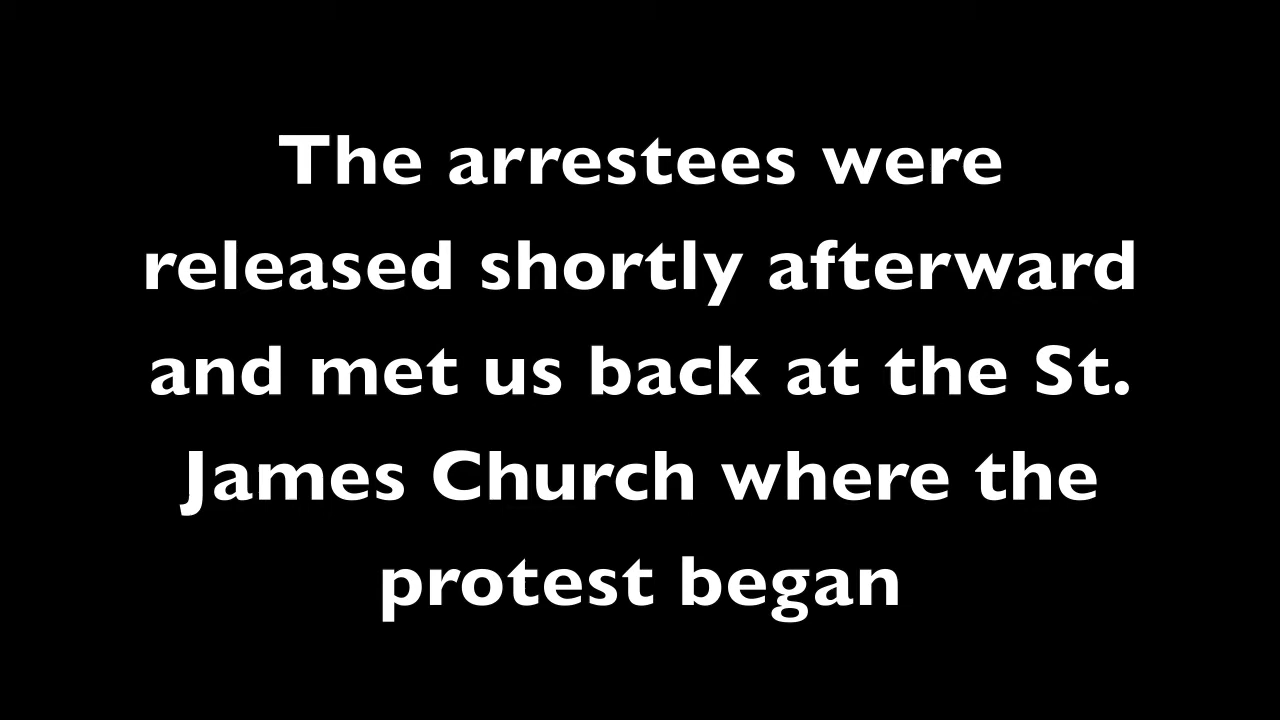 The arrestees were
released shortly afterward
and met us back at the St.
James Church where the
protest began